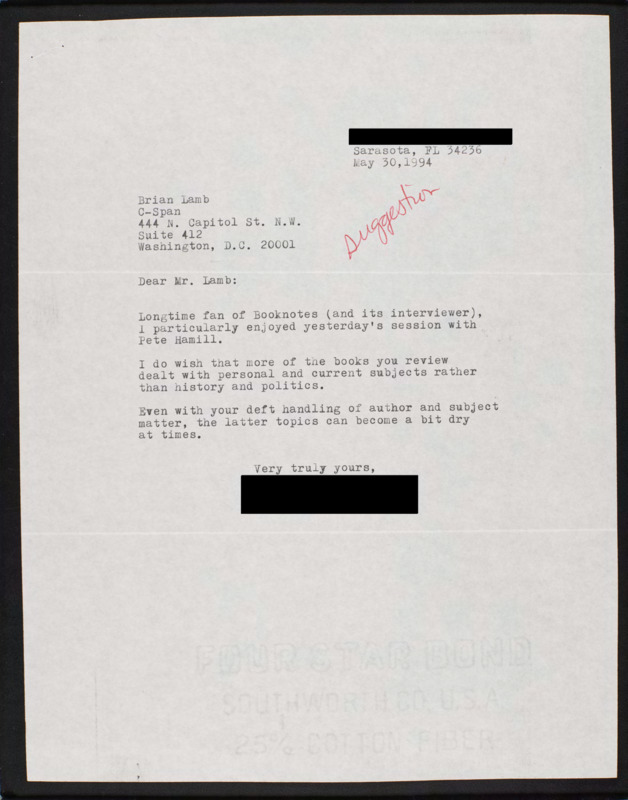 Sarasota, FL 34236
May 30,1994
Suggestion
Brian Lamb
C-Span
444 N. Capitol St. N.W.
Suite 412
Washington, D.C. 20001
Dear Mr. Lamb:
Longtime fan of Booknotes (and its interviewer),
I particularly enjoyed yesterday's session with
Pete Hamill.
I do wish that more of the books you review
dealt with personal and current subjects rather
than history and politics.
Even with your deft handling of author and subject
matter, the latter topics can become a bit dry
at times.
Very truly yours,
FOUR STAR BOND
SOUTHWORTH CO. U.S.A.
25% COTTON FIBER